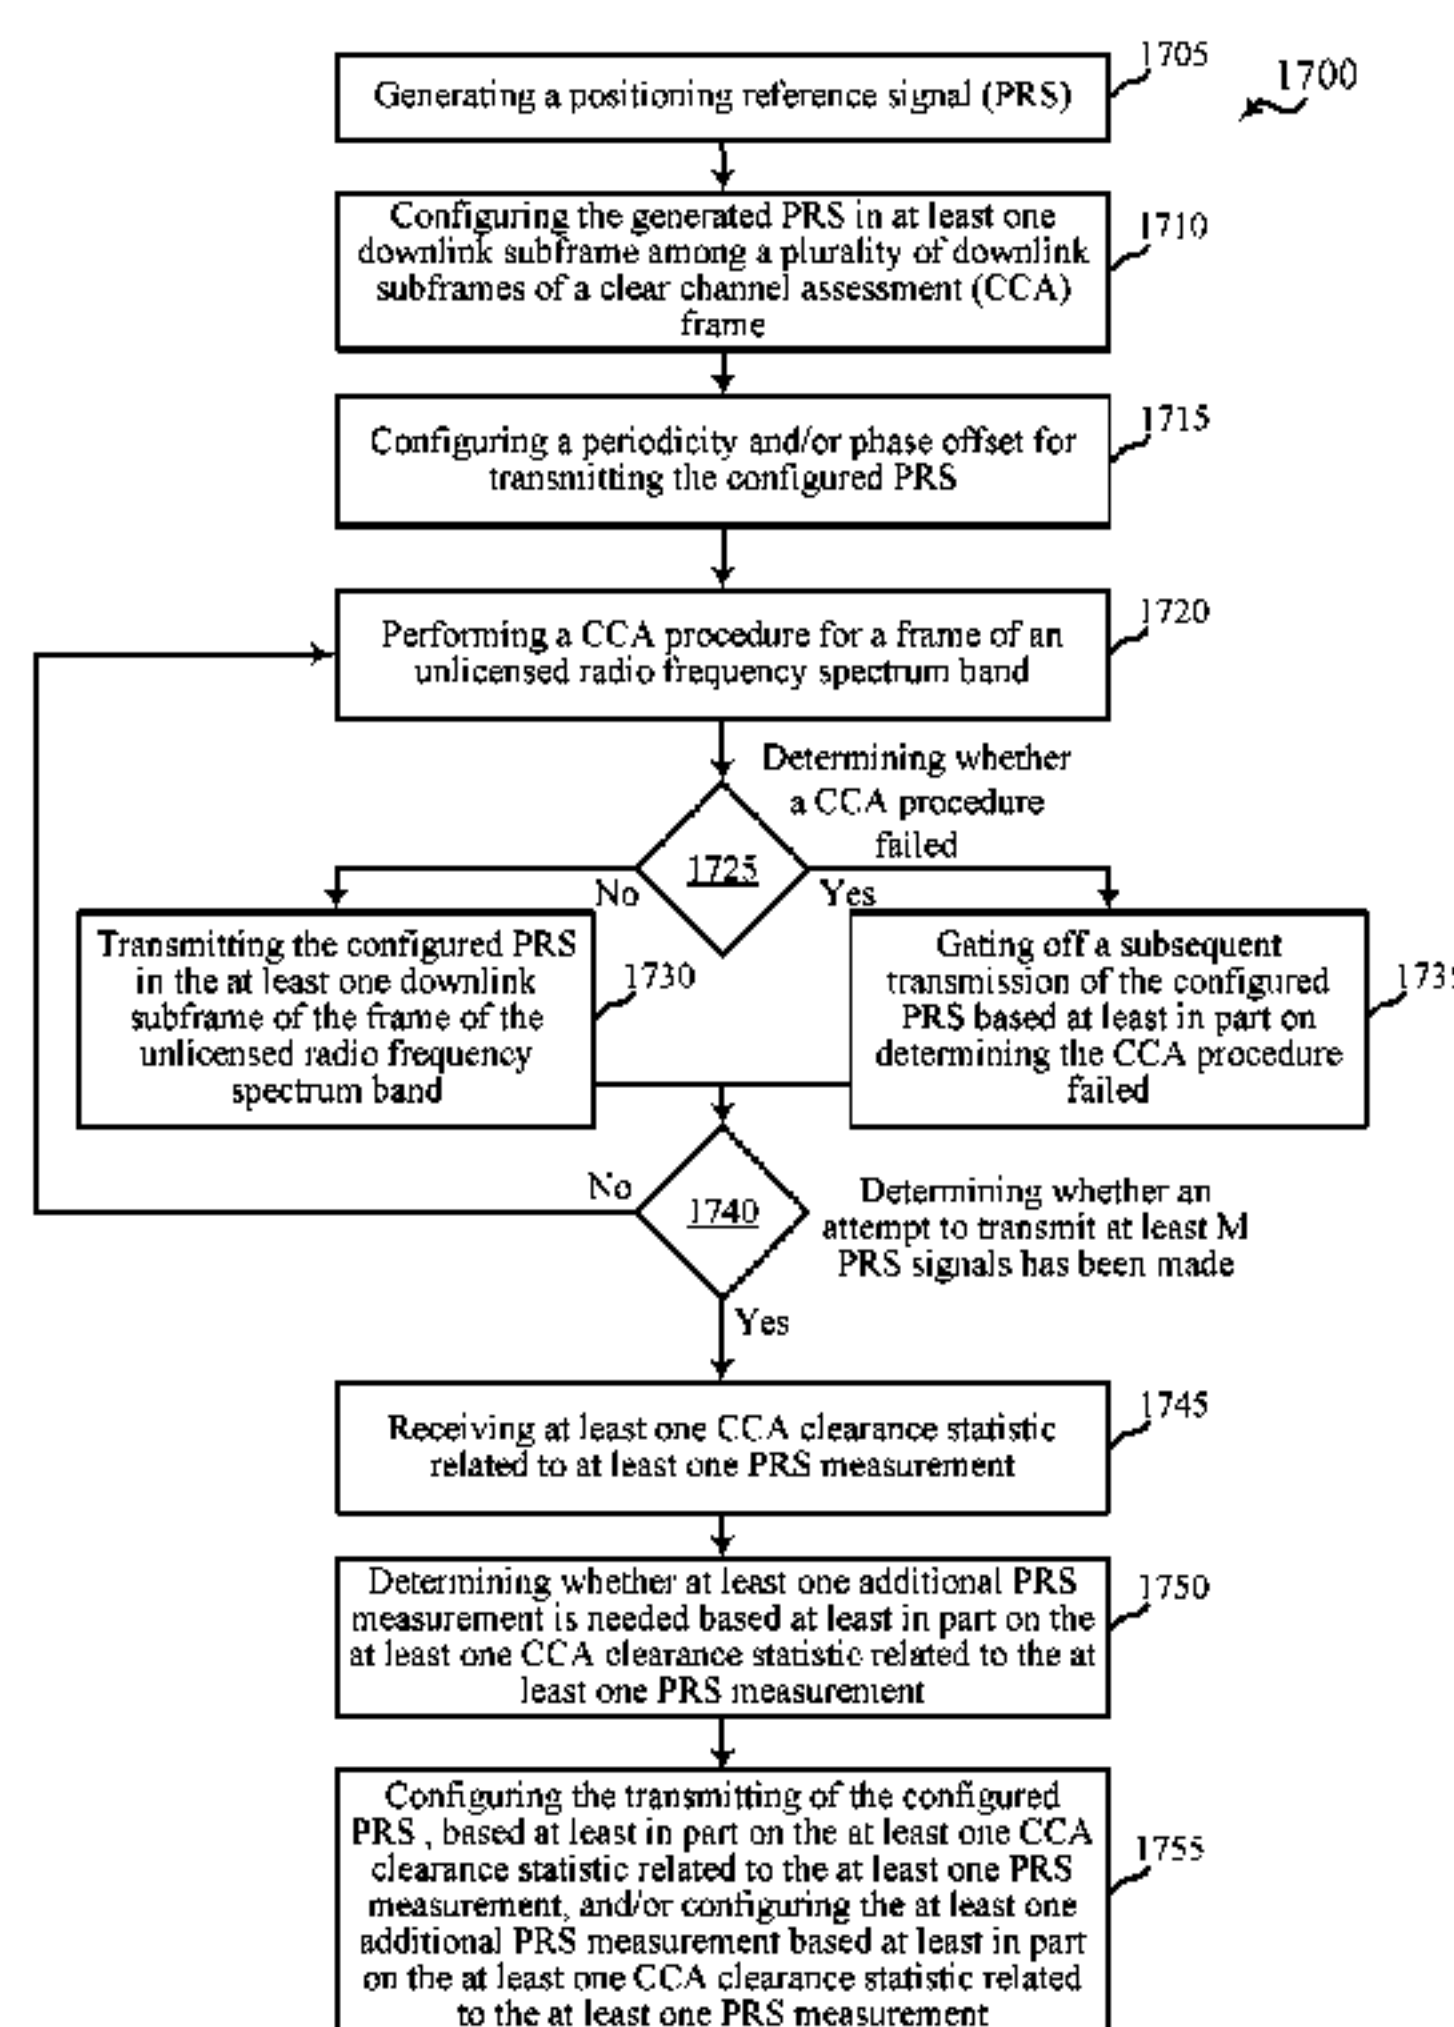 1705
1700
Generating a positioning reference signal (PRS)
1710
Configuring the generated PRS in at least one
downlink subframe among a plurality of downlink
subframes of a clear channel assessment (CCA)
frame
1715
Configuring a periodicity and/or phase offset for
transmitting the configured PRS
1720
Performing a CCA procedure for a frame of an
unlicensed radio frequency spectrum band
Determining whether
a CCA procedure
failed
1725
No
Yes
Transmitting the configured PRS
in the at least one downlink
subframe of the frame of the
unlicensed radio frequency
spectrum band
1730
Gating off a subsequent
transmission of the configured
PRS based at least in part on
determining the CCA procedure
failed
1735
No
1740
Determining whether an
attempt to transmit at least M
PRS signals has been made
Yes
1745
Receiving at least one CCA clearance statistic
related to at least one PRS measurement
1750
Determining whether at least one additional PRS
measurement is needed based at least in part on the
at least one CCA clearance statistic related to the at
least one PRS measurement
1755
Configuring the transmitting of the configured
PRS , based at least in part on the at least one CCA
clearance statistic related to the at least one PRS
measurement, and/or configuring the at least one
additional PRS measurement based at least in part
on the at least one CCA clearance statistic related
to the at least one PRS measurement